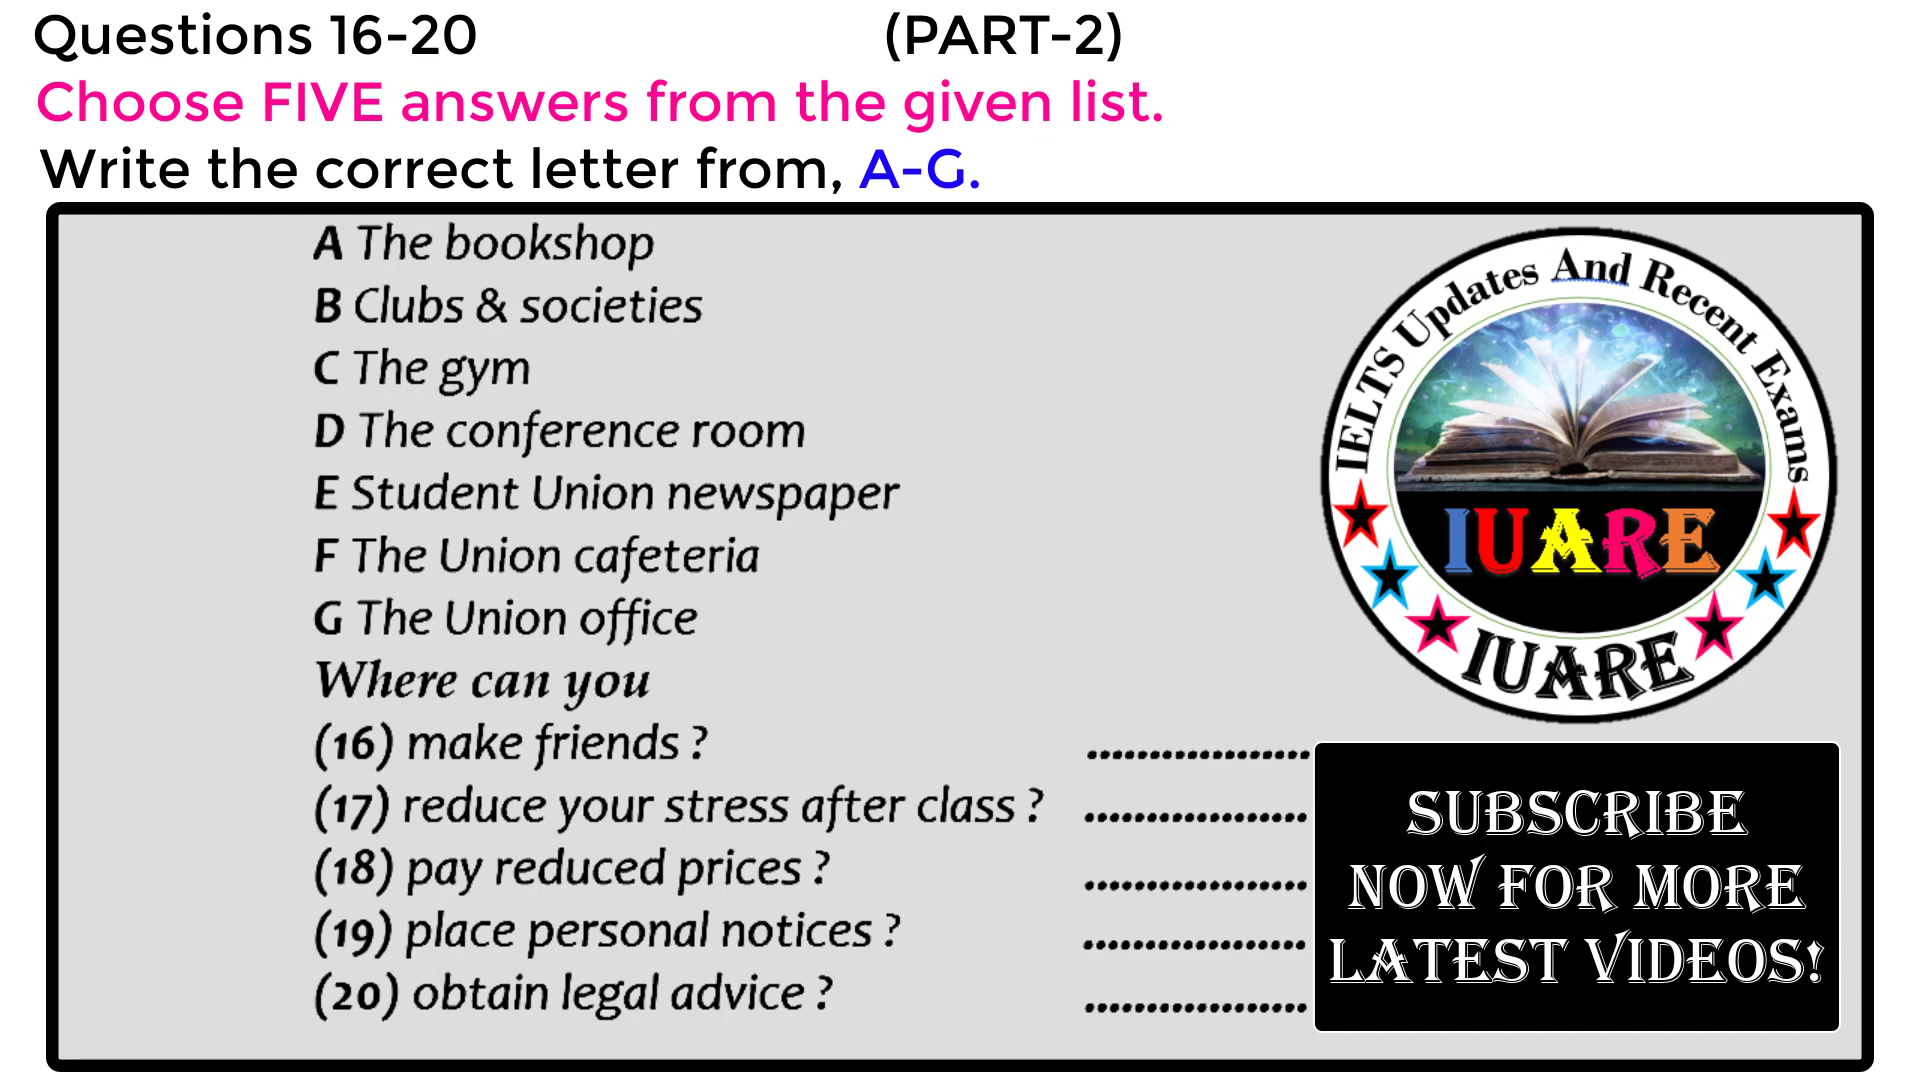 Questions 16-20 (PART-2)
Choose FIVE answers from the given list.
Write the correct letter from, A-G.
A The bookshop
B Clubs & societies
C The gym
D The conference room
E Student Union newspaper
F The Union cafeteria
G The Union office
Where can you
(16) make friends ? ..................
(17) reduce your stress after class ? ..................
(18) pay reduced prices ? ..................
(19) place personal notices ? ..................
(20) obtain legal advice ? ..................
IELTS Updates And Recent Exams
IUARE
IUARE
SUBSCRIBE
NOW FOR MORE
LATEST VIDEOS!